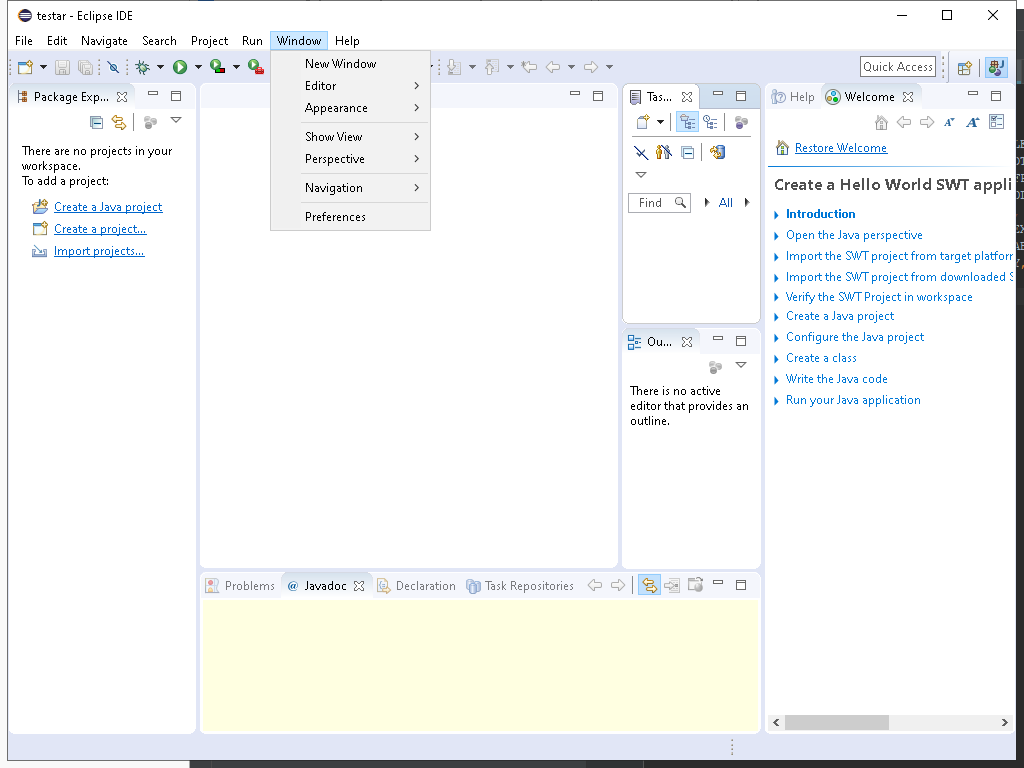 testar - Eclipse IDE
File Edit Navigate Search Project Run Window Help
Quick Access
New Window
Editor
Appearance
Show View
Perspective
Navigation
Preferences
Package Exp...
There are no projects in your
workspace.
To add a project:
Create a Java project
Create a project...
Import projects...
Tas...
Find
All
Ou...
There is no active
editor that provides an
outline.
Help Welcome
Restore Welcome
Create a Hello World SWT appli
Introduction
Open the Java perspective
Import the SWT project from target platform
Import the SWT project from downloaded S
Verify the SWT Project in workspace
Create a Java project
Configure the Java project
Create a class
Write the Java code
Run your Java application
Problems @ Javadoc Declaration Task Repositories